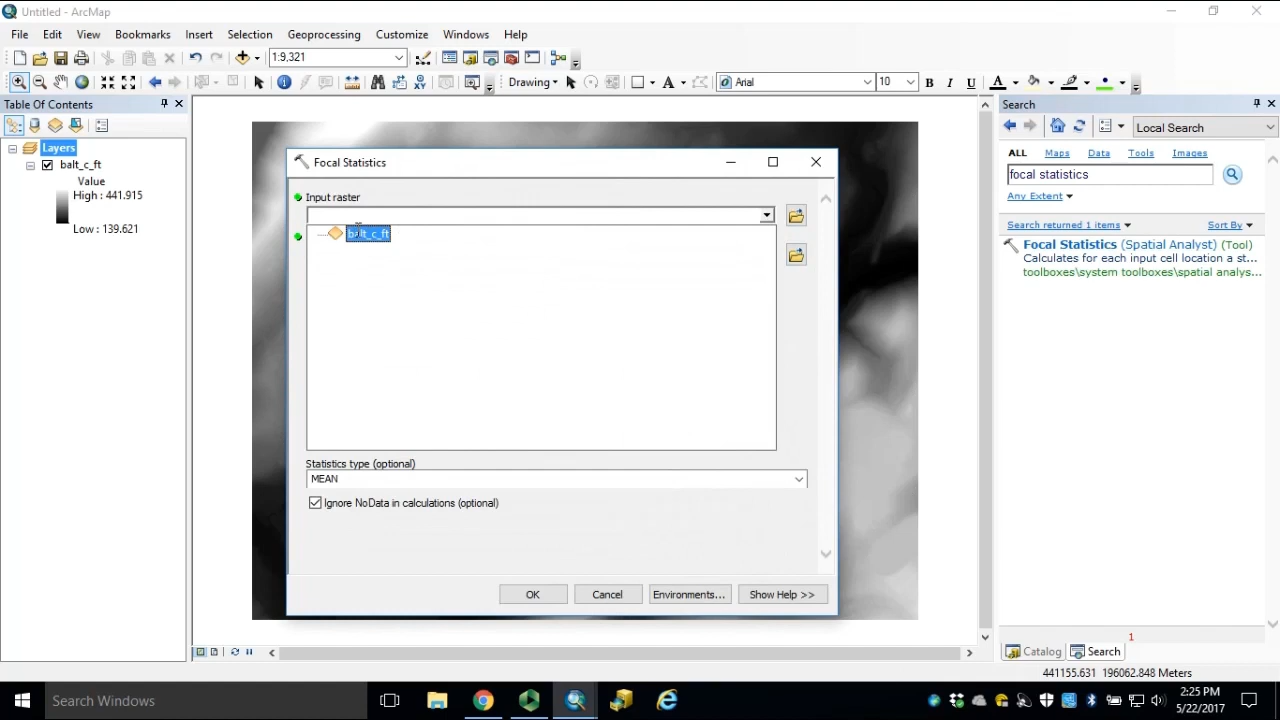 Untitled - ArcMap
File Edit View Bookmarks Insert Selection Geoprocessing Customize Windows Help
1:9,321
Drawing Arial 10 B I U A
Table Of Contents
Layers
balt_c_ft
Value
High : 441.915
Low : 139.621
Focal Statistics
Input raster
balt_c_ft
Statistics type (optional)
MEAN
Ignore NoData in calculations (optional)
OK Cancel Environments... Show Help >>
Search
Local Search
ALL Maps Data Tools Images
focal statistics
Any Extent
Search returned 1 items Sort By
Focal Statistics (Spatial Analyst) (Tool)
Calculates for each input cell location a st...
toolboxes\system toolboxes\spatial analys...
1
Catalog Search
441155.631 196062.848 Meters
Search Windows
2:25 PM
5/22/2017